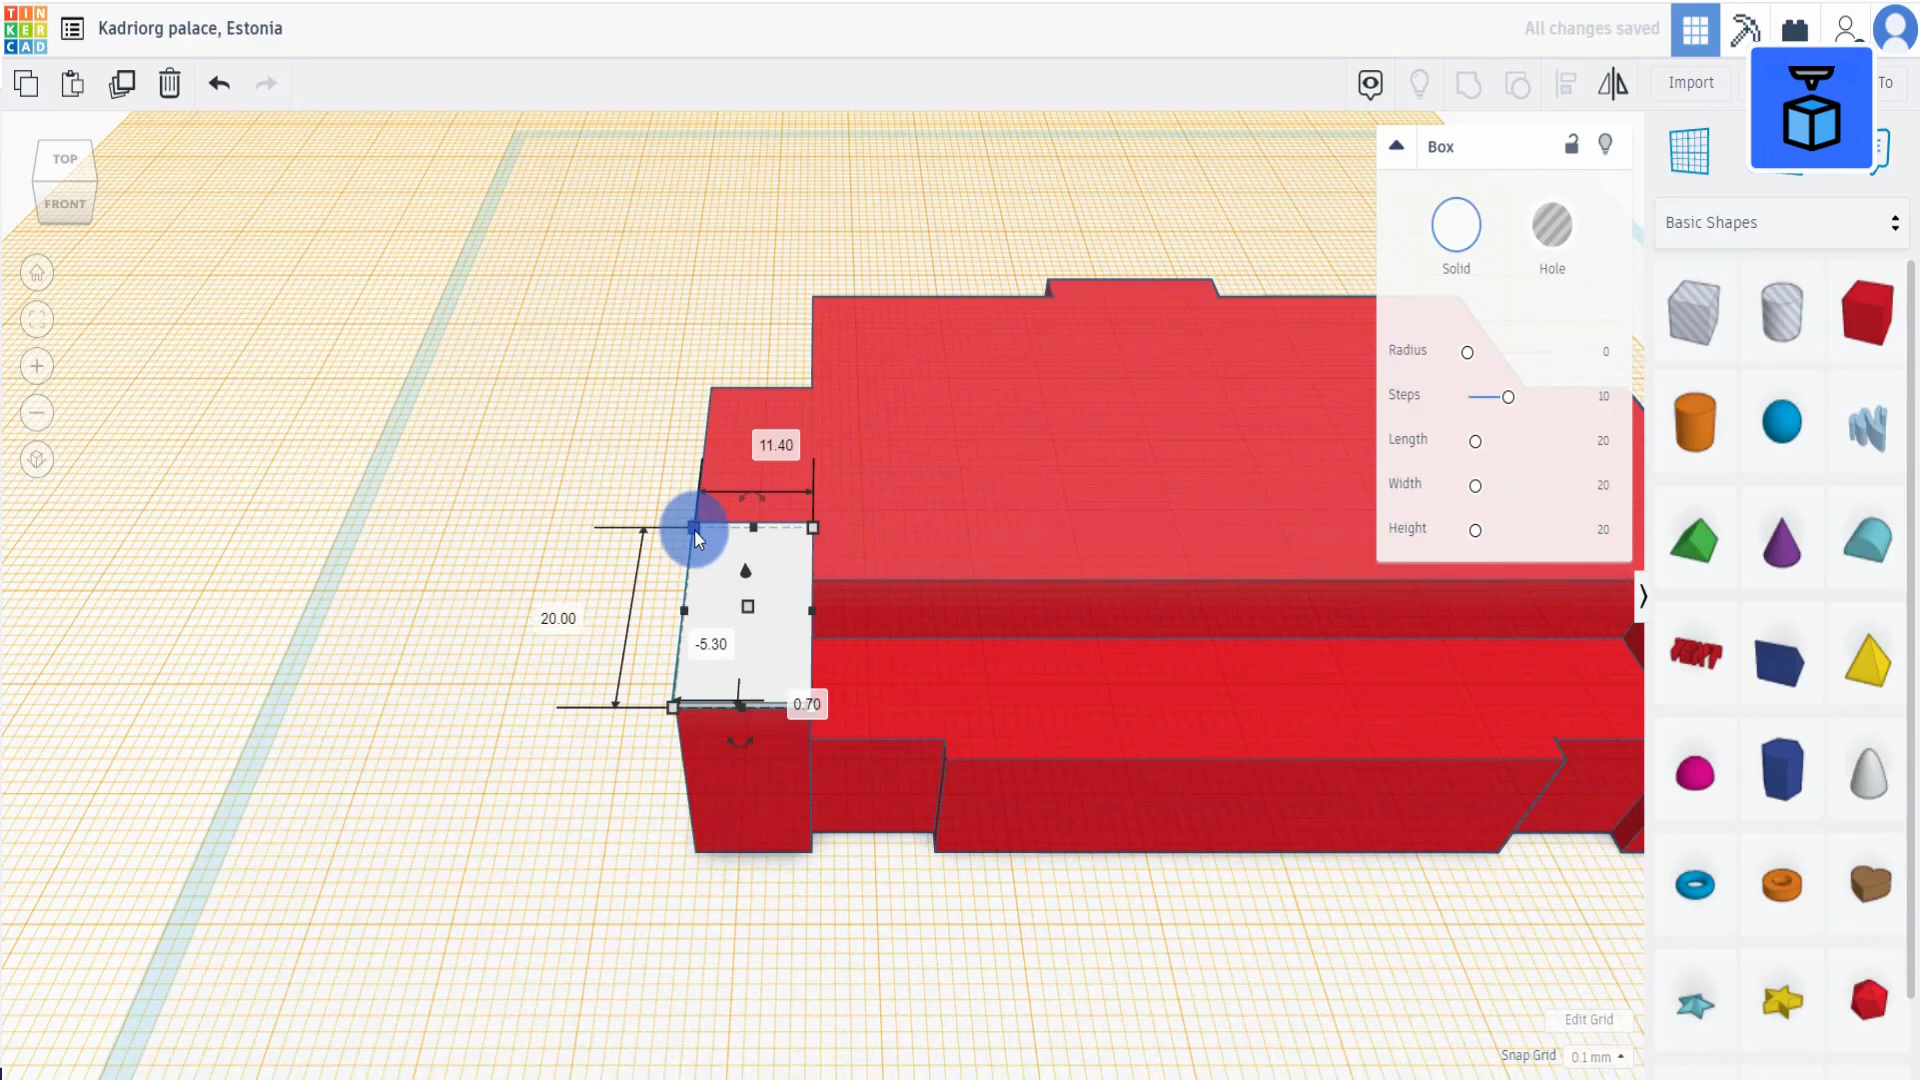 TIN
KER
CAD
Kadriorg palace, Estonia
All changes saved
Import
To
TOP
FRONT
Box
Solid
Hole
Radius 0
Steps 10
Length 20
Width 20
Height 20
Basic Shapes
TEXT
11.40
20.00
-5.30
0.70
Edit Grid
Snap Grid 0.1 mm